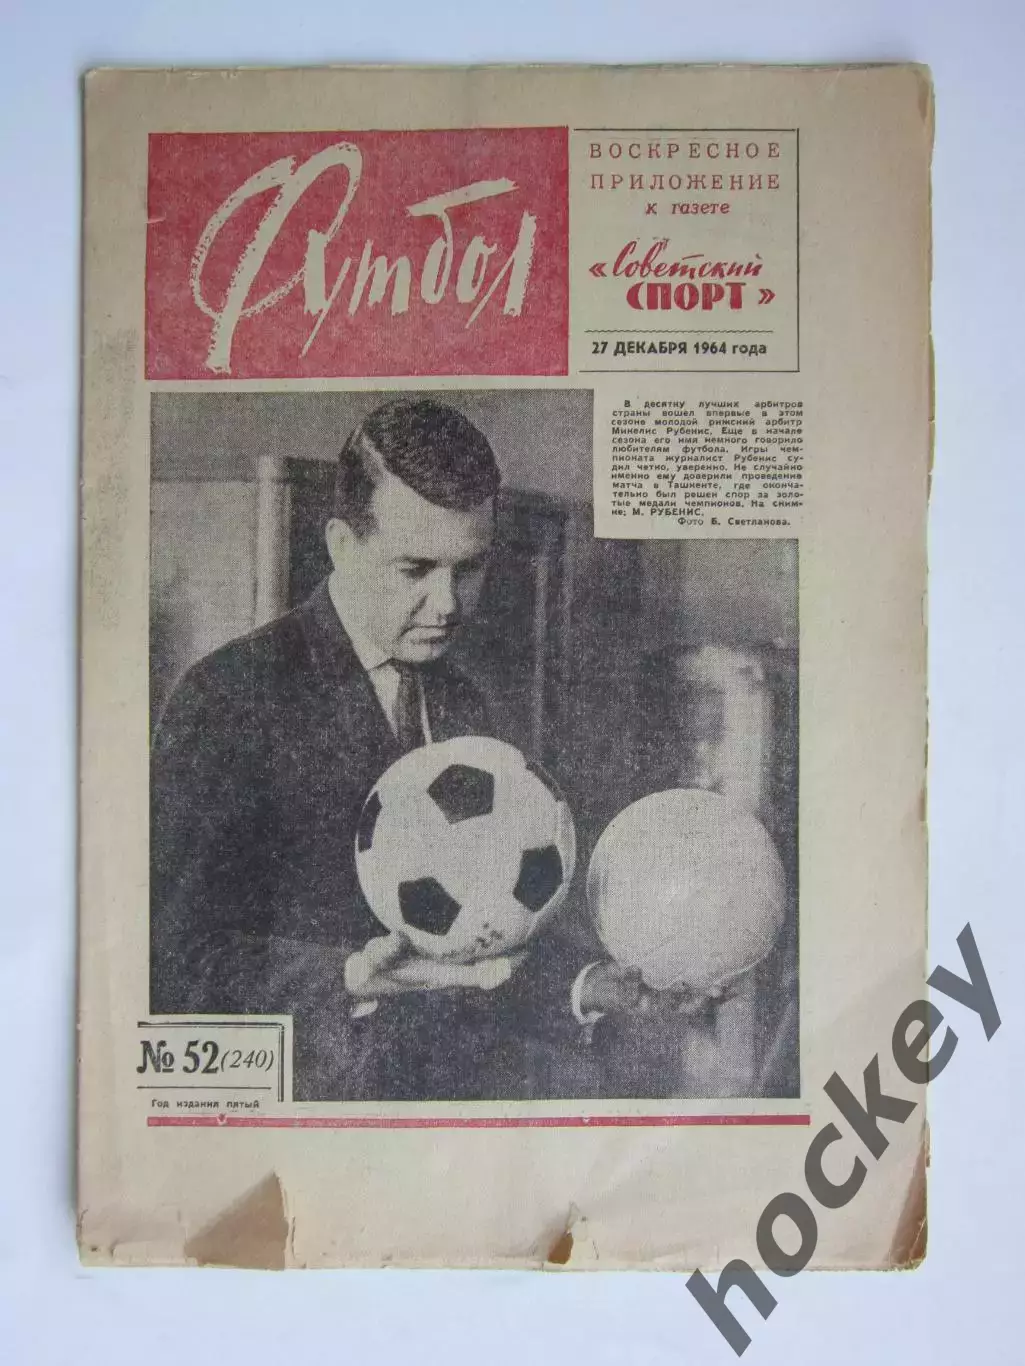 Футбол
ВОСКРЕСНОЕ
ПРИЛОЖЕНИЕ
к газете
«Советский
СПОРТ»
27 ДЕКАБРЯ 1964 года
В десятку лучших арбитров
страны вошел впервые в этом
сезоне молодой рижский арбитр
Микелис Рубенис. Еще в начале
сезона его имя немного говорило
любителям футбола. Игры чем-
пионата журналист Рубенис су-
дил четко, уверенно. Не случайно
именно ему доверили проведение
матча в Ташкенте, где оконча-
тельно был решен спор за золо-
тые медали чемпионов. На сним-
ке: М. РУБЕНИС.
Фото Б. Светланова.
№ 52 (240)
Год издания пятый
hockey